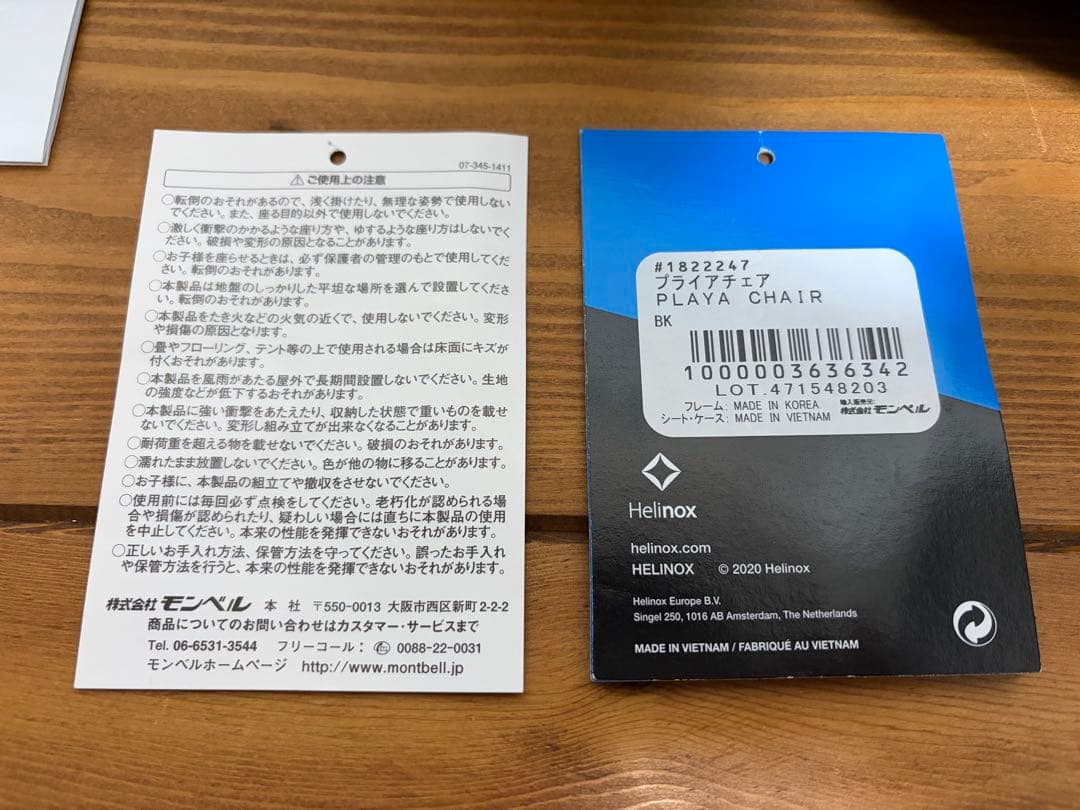 07-345-1411
⚠ご使用上の注意
○転倒のおそれがあるので、浅く掛けたり、無理な姿勢で使用しない
でください。また、座る目的以外で使用しないでください。
○激しく衝撃のかかるような座り方や、ゆするような座り方はしないでく
ださい。破損や変形の原因となることがあります。
○お子様を座らせるときは、必ず保護者の管理のもとで使用してくだ
さい。転倒のおそれがあります。
○本製品は地盤のしっかりした平坦な場所を選んで設置してくださ
い。転倒のおそれがあります。
○本製品をたき火などの火気の近くで、使用しないでください。変形
や損傷の原因となります。
○畳やフローリング、テント等の上で使用される場合は床面にキズが
付くおそれがあります。
○本製品を風雨があたる屋外で長期間設置しないでください。生地
の強度などが低下するおそれがあります。
○本製品に強い衝撃をあたえたり、収納した状態で重いものを載せ
ないでください。変形し組み立てが出来なくなることがあります。
○耐荷重を超える物を載せないでください。破損のおそれがあります。
○濡れたまま放置しないでください。色が他の物に移ることがあります。
○お子様に、本製品の組立てや撤収をさせないでください。
○使用前には毎回必ず点検をしてください。老朽化が認められる場
合や損傷が認められたり、疑わしい場合には直ちに本製品の使用
を中止してください。本来の性能を発揮できないおそれがあります。
○正しいお手入れ方法、保管方法を守ってください。誤ったお手入れ
や保管方法を行うと、本来の性能を発揮できないおそれがあります。
株式会社モンベル 本 社 〒550-0013 大阪市西区新町2-2-2
商品についてのお問い合わせはカスタマー・サービスまで
Tel. 06-6531-3544 フリーコール: 0088-22-0031
モンベルホームページ http://www.montbell.jp
#1822247
プライアチェア
PLAYA CHAIR
BK
1000003636342
LOT.471548203
フレーム: MADE IN KOREA
シート・ケース: MADE IN VIETNAM
輸入販売元:
株式会社モンベル
Helinox
helinox.com
HELINOX © 2020 Helinox
Helinox Europe B.V.
Singel 250, 1016 AB Amsterdam, The Netherlands
MADE IN VIETNAM / FABRIQUÉ AU VIETNAM